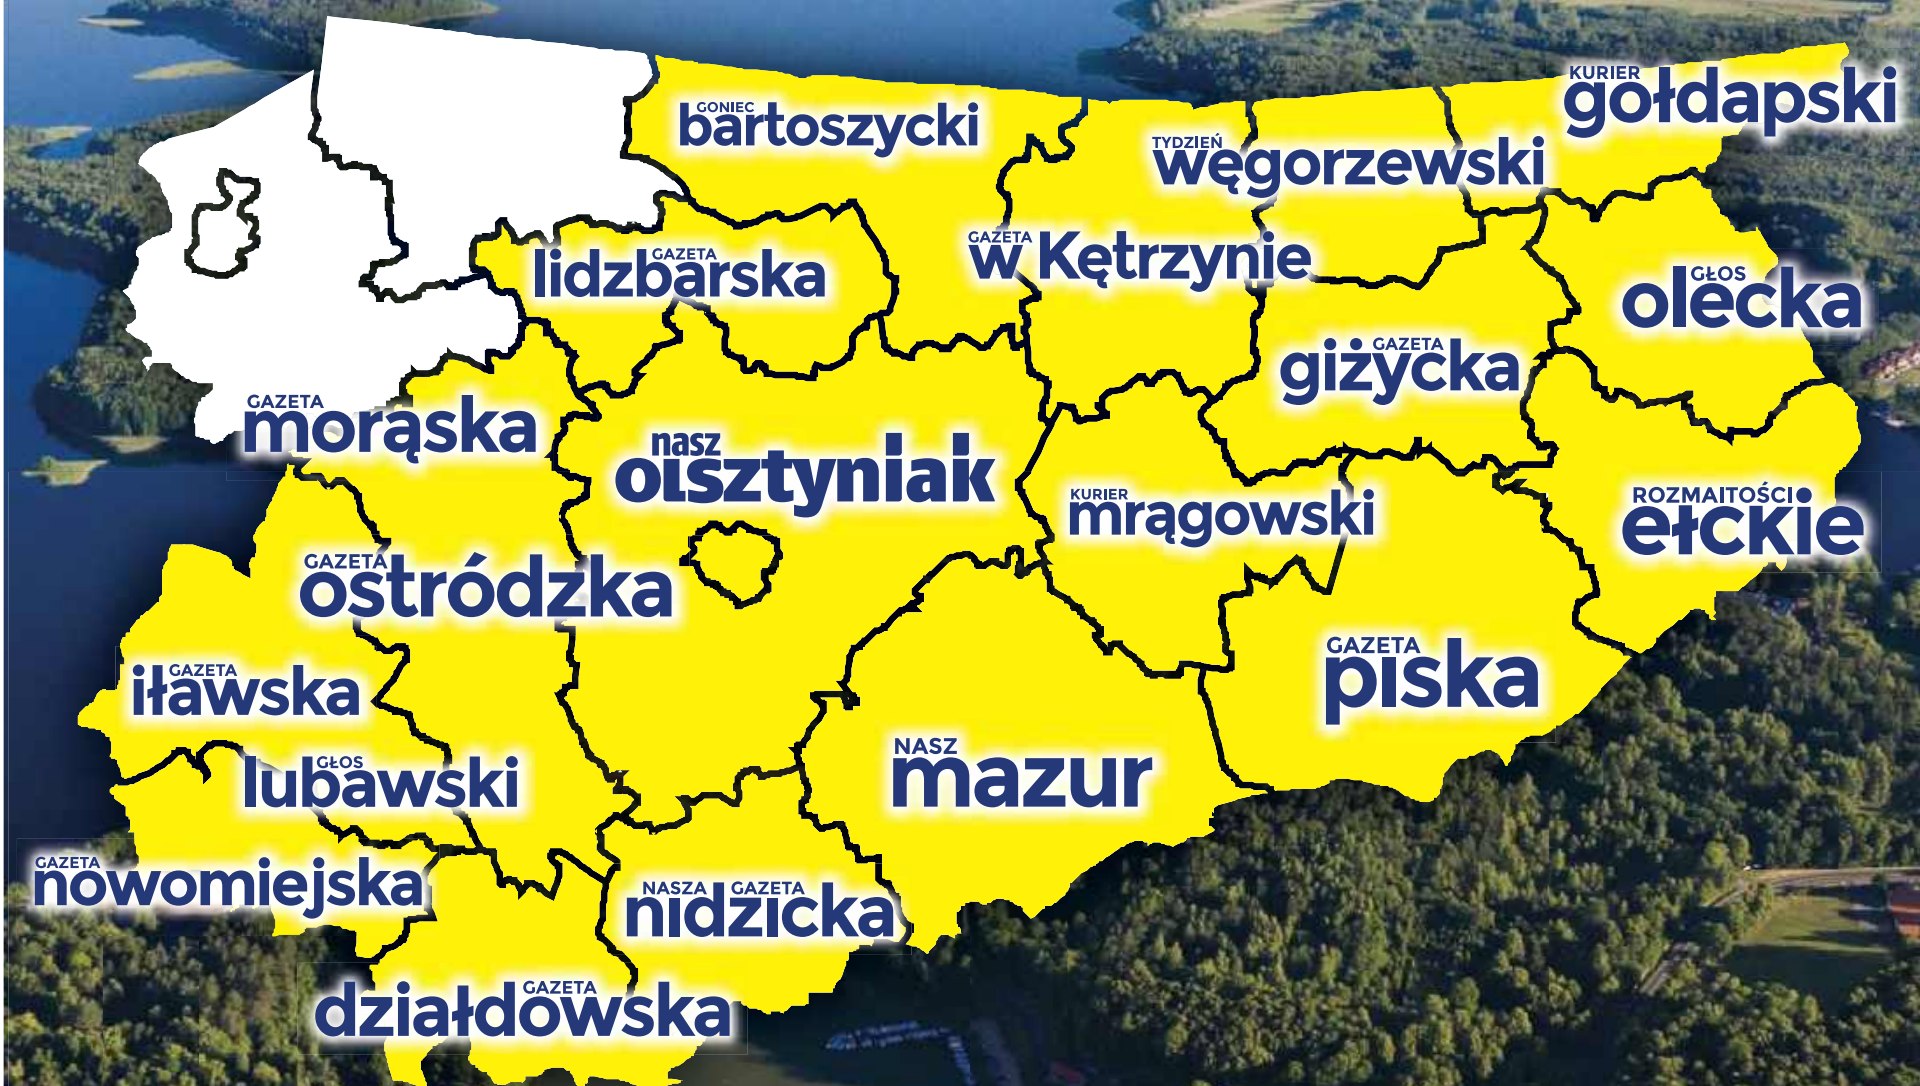 KURIER
gołdapski
GONIEC
bartoszycki
TYDZIEŃ
węgorzewski
GAZETA
w Kętrzynie
GAZETA
lidzbarska
GŁOS
olecka
GAZETA
giżycka
GAZETA
morąska
nasz
olsztyniak
KURIER
mrągowski
ROZMAITOŚCI
ełckie
GAZETA
ostródzka
GAZETA
piska
GAZETA
iławska
NASZ
mazur
GŁOS
lubawski
GAZETA
nowomiejska
NASZA GAZETA
nidzicka
GAZETA
działdowska